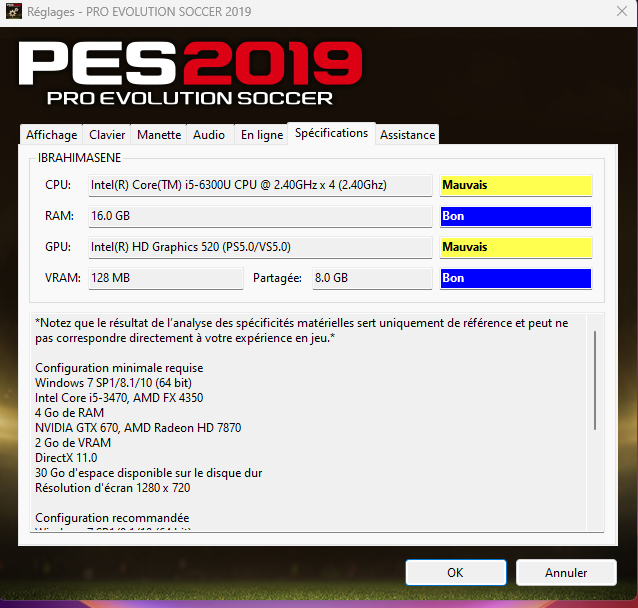 Réglages - PRO EVOLUTION SOCCER 2019
PES2019
PRO EVOLUTION SOCCER
Affichage Clavier Manette Audio En ligne Spécifications Assistance
IBRAHIMASENE
CPU: Intel(R) Core(TM) i5-6300U CPU @ 2.40GHz x 4 (2.40Ghz) Mauvais
RAM: 16.0 GB Bon
GPU: Intel(R) HD Graphics 520 (PS5.0/VS5.0) Mauvais
VRAM: 128 MB Partagée: 8.0 GB Bon
*Notez que le résultat de l'analyse des spécificités matérielles sert uniquement de référence et peut ne
pas correspondre directement à votre expérience en jeu.*
Configuration minimale requise
Windows 7 SP1/8.1/10 (64 bit)
Intel Core i5-3470, AMD FX 4350
4 Go de RAM
NVIDIA GTX 670, AMD Radeon HD 7870
2 Go de VRAM
DirectX 11.0
30 Go d'espace disponible sur le disque dur
Résolution d'écran 1280 x 720
Configuration recommandée
OK Annuler